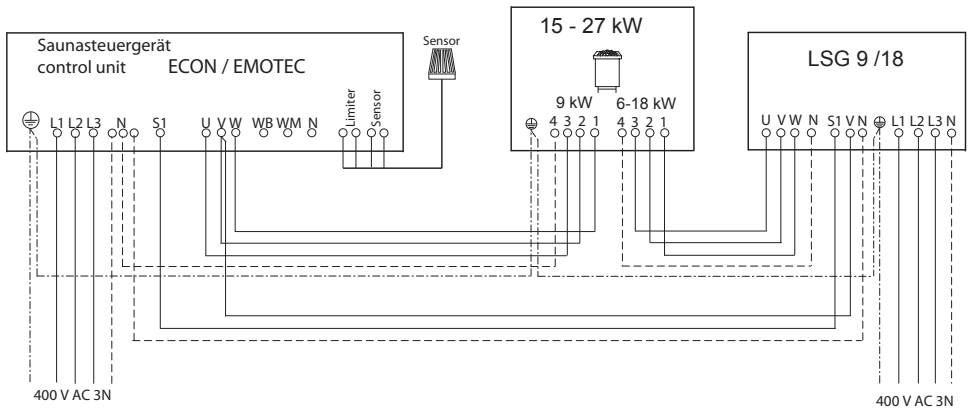 Saunasteuergerät
control unit ECON / EMOTEC
L1 L2 L3 N S1 U V W WB WM N
Limiter
Sensor
Sensor
15 - 27 kW
9 kW 6-18 kW
4 3 2 1 4 3 2 1
LSG 9 /18
U V W N S1 V N L1 L2 L3 N
400 V AC 3N
400 V AC 3N